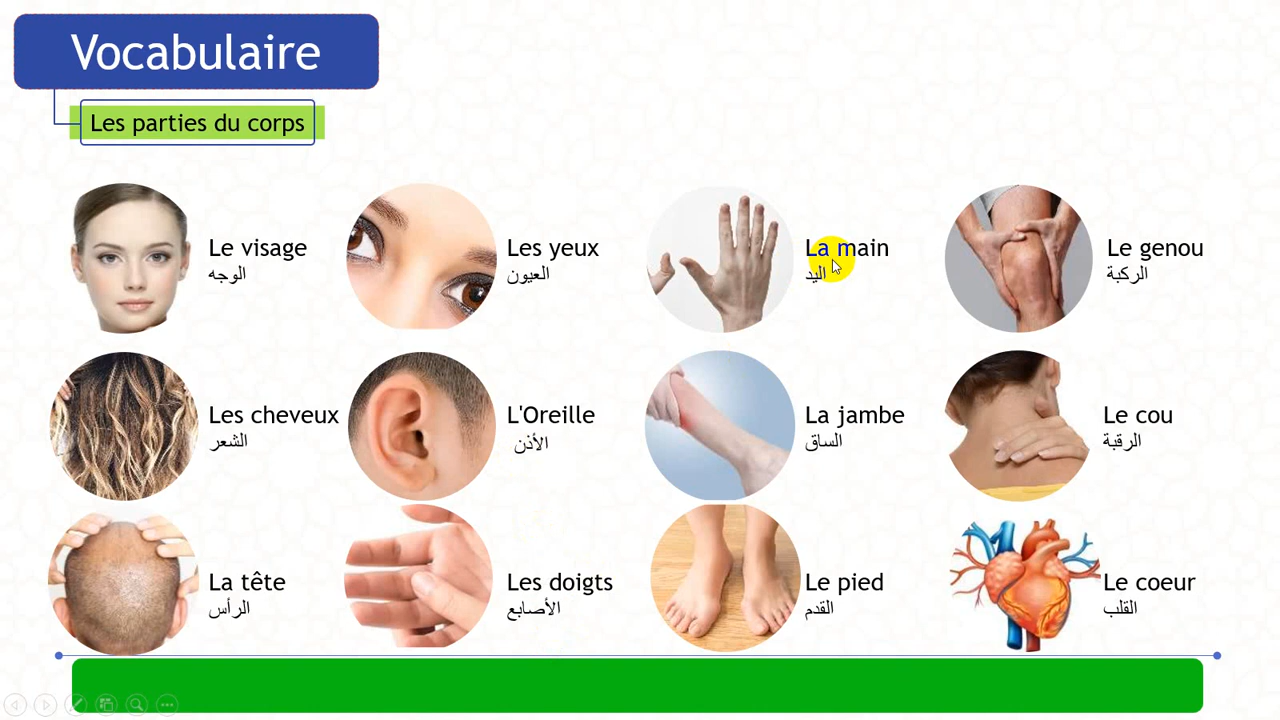 Vocabulaire
Les parties du corps
Le visage
الوجه
Les yeux
العيون
La main
اليد
Le genou
الركبة
Les cheveux
الشعر
L'Oreille
الأذن
La jambe
الساق
Le cou
الرقبة
La tête
الرأس
Les doigts
الأصابع
Le pied
القدم
Le coeur
القلب